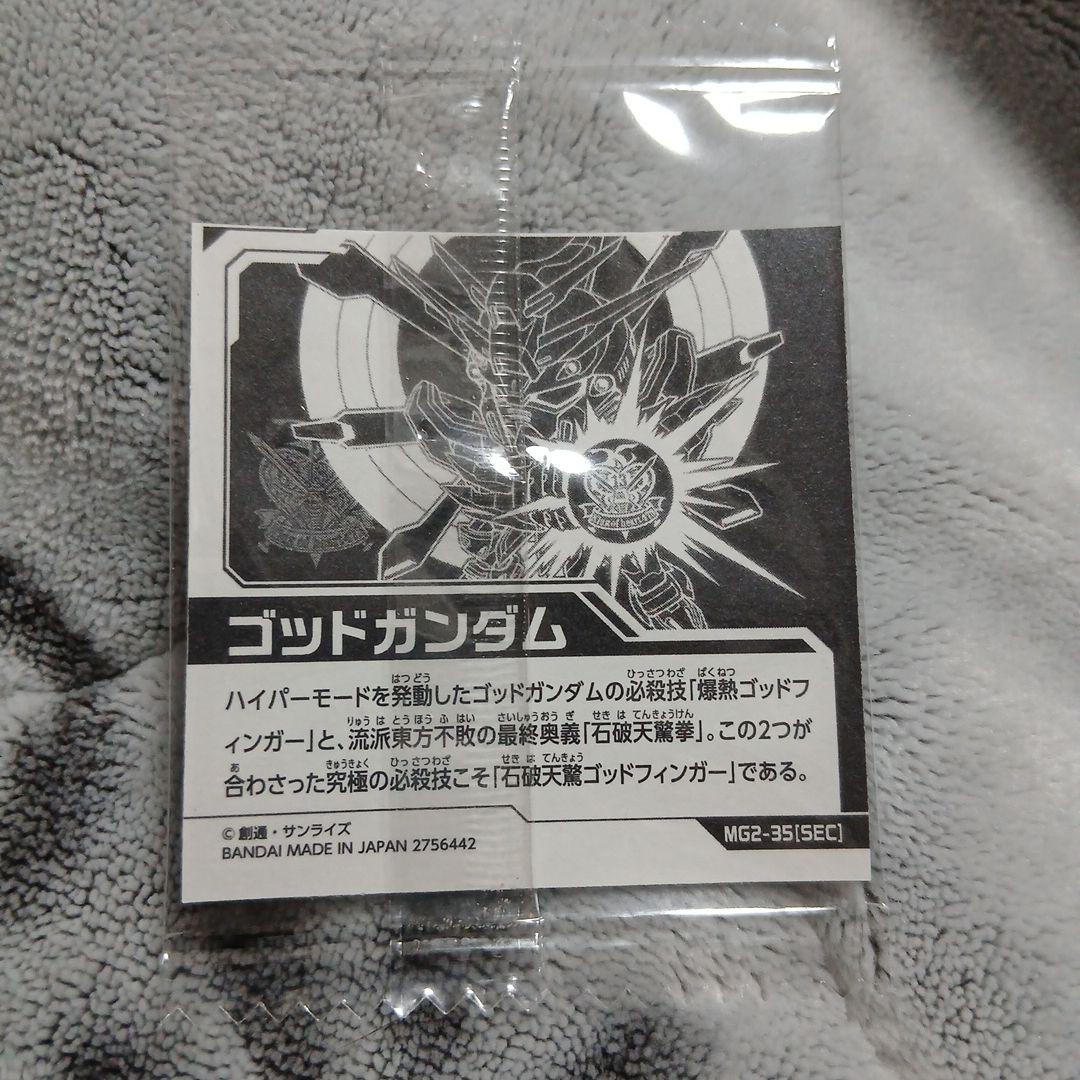 ゴッドガンダム
ハイパーモードを発動したゴッドガンダムの必殺技「爆熱ゴッドフ
ィンガー」と、流派東方不敗の最終奥義「石破天驚拳」。この2つが
合わさった究極の必殺技こそ「石破天驚ゴッドフィンガー」である。
© 創通・サンライズ
BANDAI MADE IN JAPAN 2756442
MG2-35[SEC]